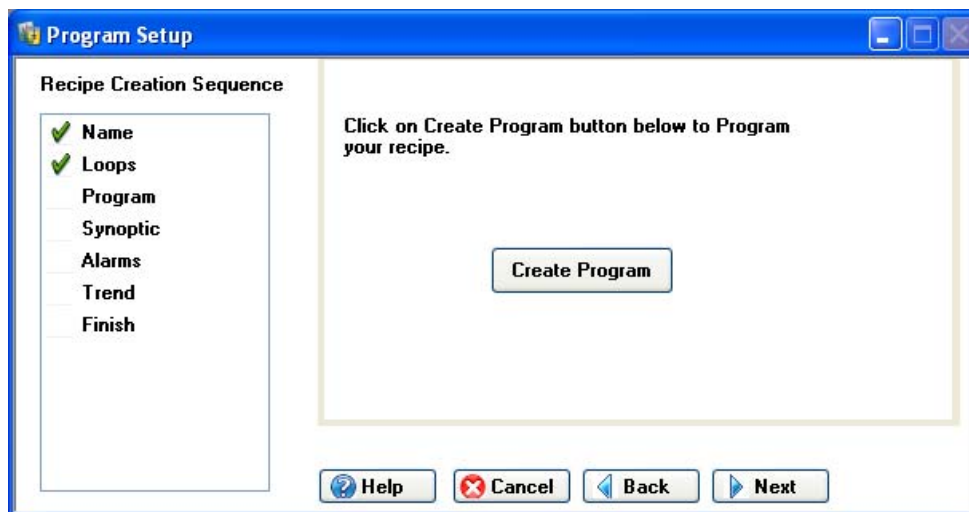 Program Setup
Recipe Creation Sequence
Name
Loops
Program
Synoptic
Alarms
Trend
Finish
Click on Create Program button below to Program
your recipe.
Create Program
Help
Cancel
Back
Next